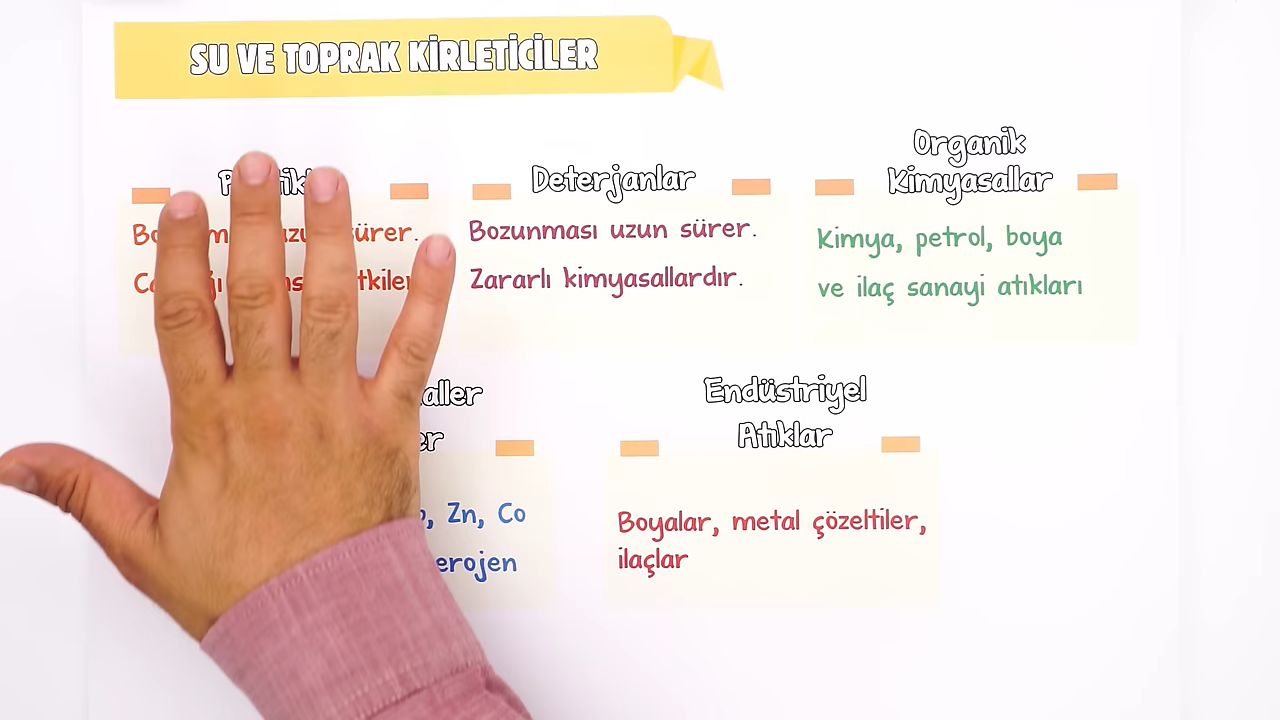 SU VE TOPRAK KİRLETİCİLER
sürer.
Deterjanlar
Bozunması uzun sürer.
Zararlı kimyasallardır.
Organik
Kimyasallar
Kimya, petrol, boya
ve ilaç sanayi atıkları
Zn, Co
Endüstriyel
Atıklar
Boyalar, metal çözeltiler,
ilaçlar